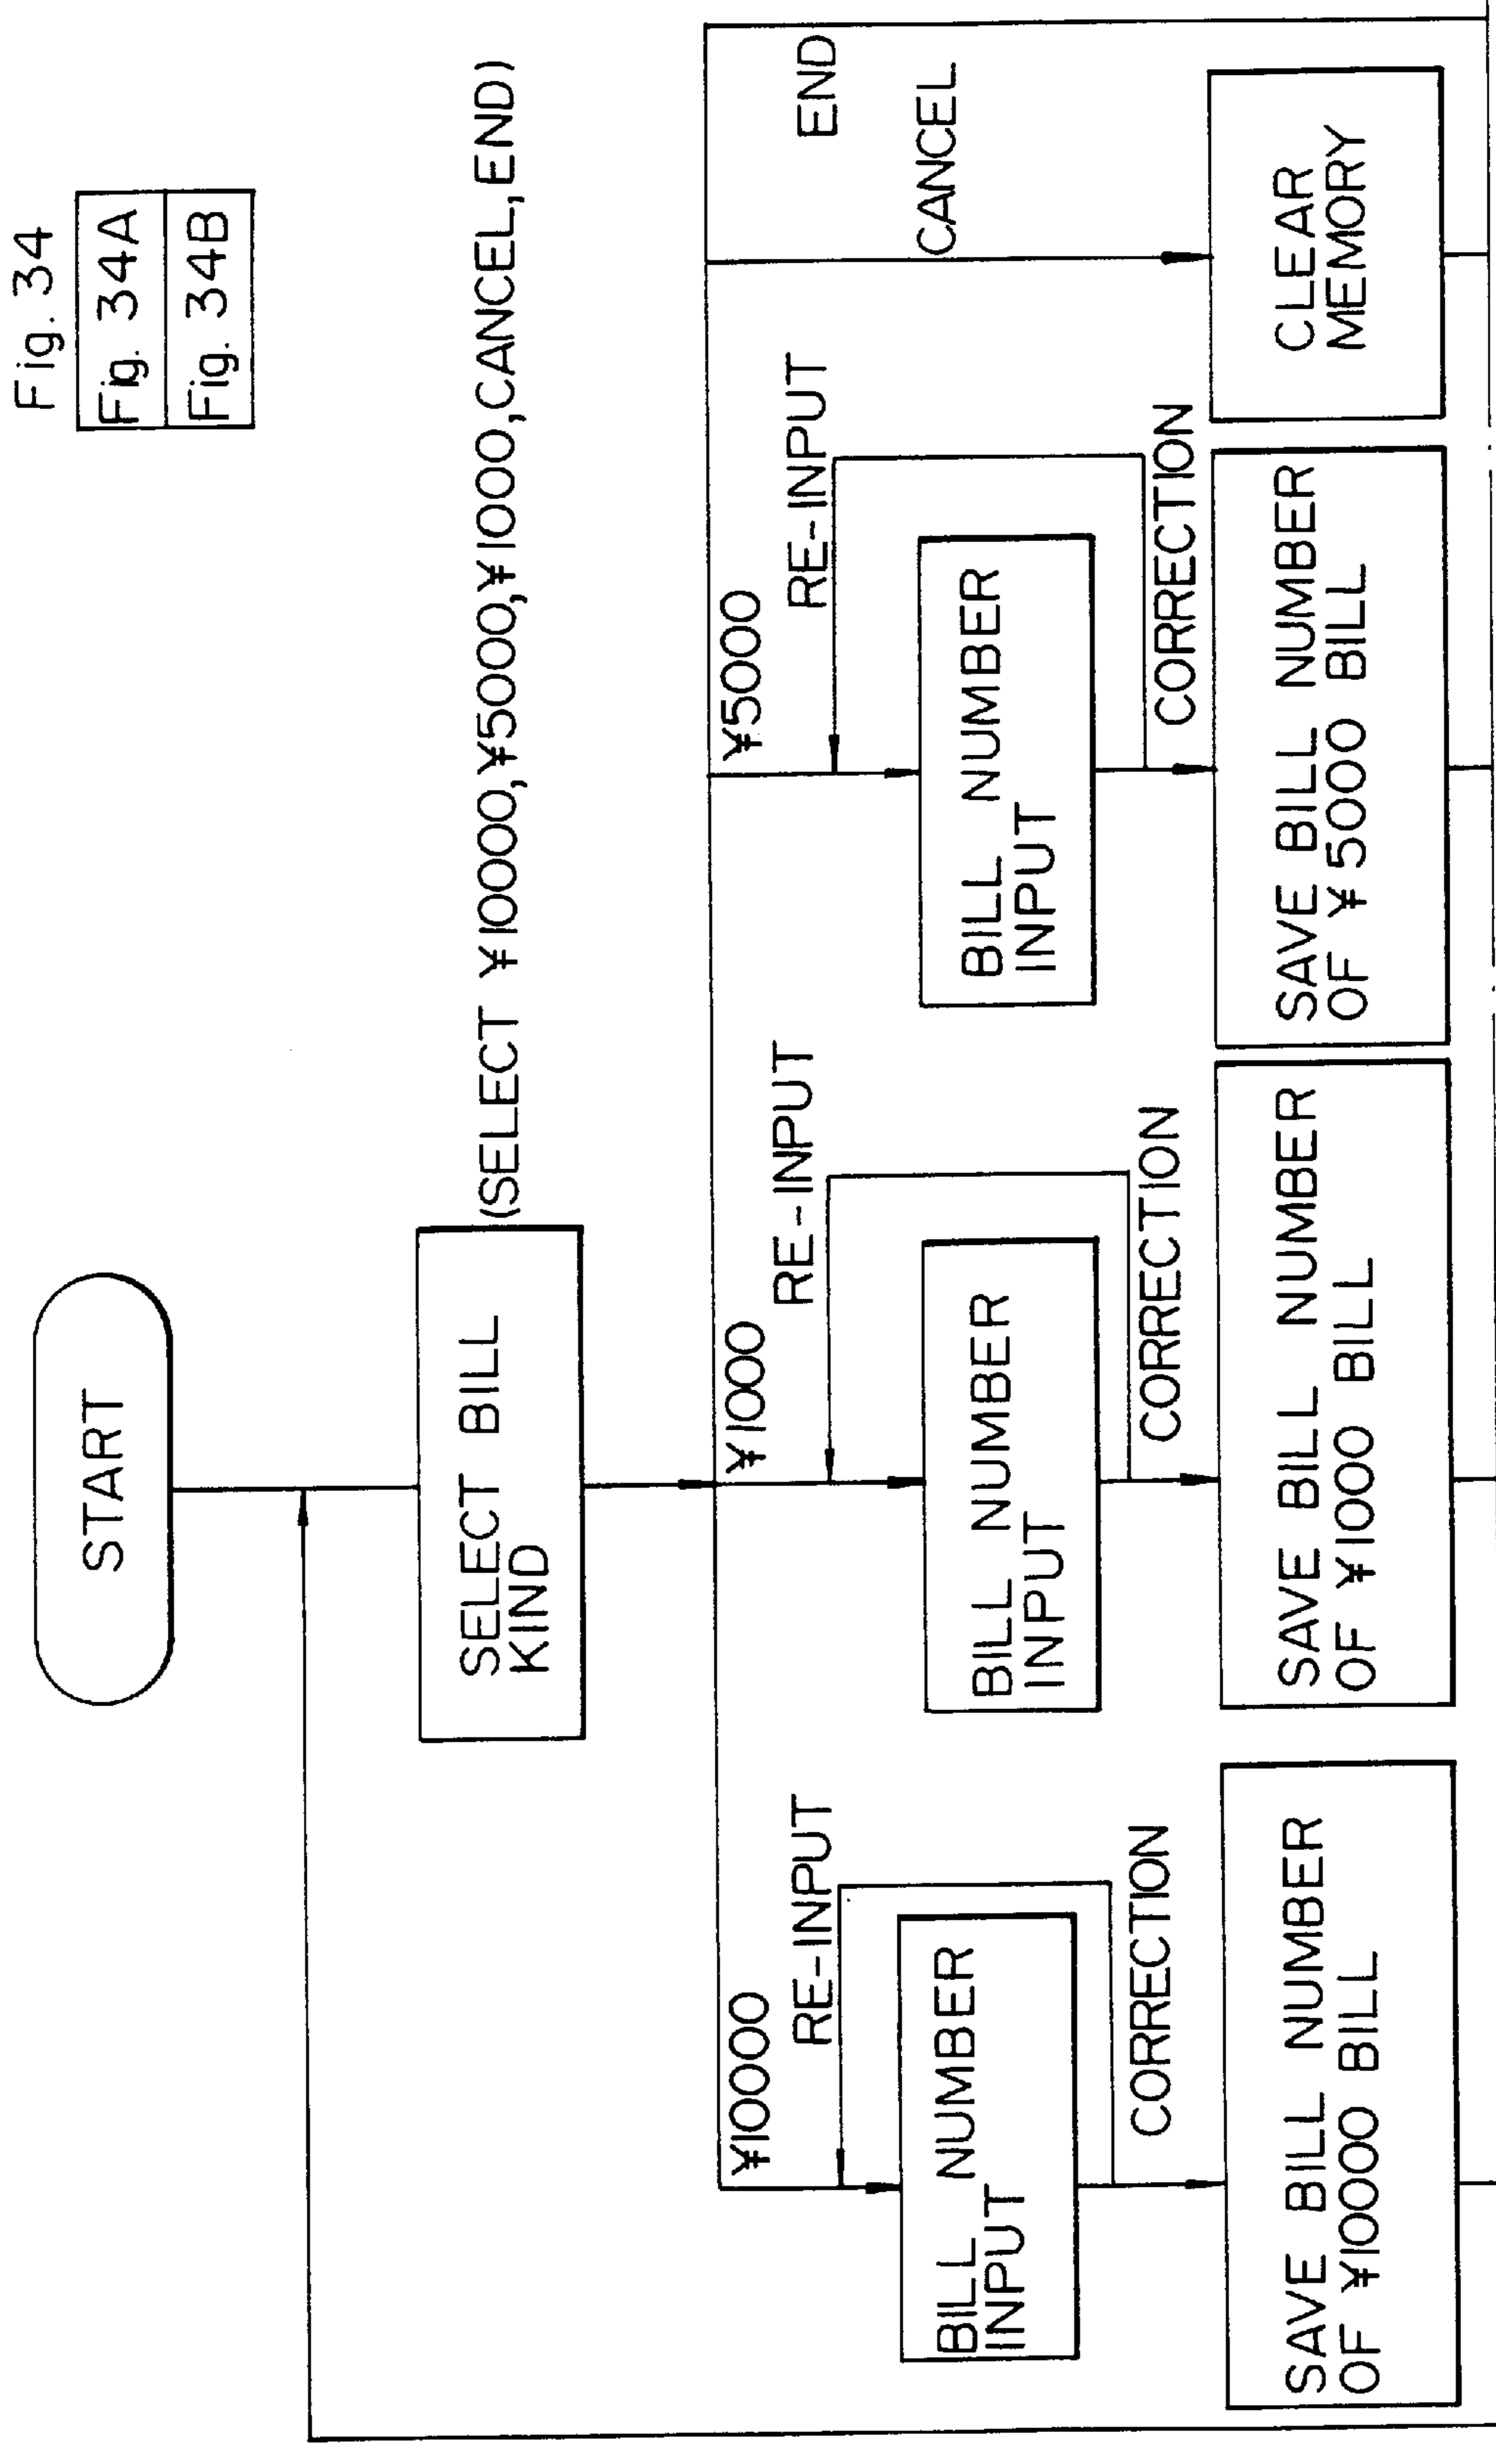 Fig. 34
Fig. 34A
Fig. 34B
START
SELECT BILL
KIND
(SELECT ¥10000,¥5000,¥1000,CANCEL,END)
¥10000
RE-INPUT
BILL NUMBER
INPUT
CORRECTION
SAVE BILL NUMBER
OF ¥10000 BILL
¥1000
RE-INPUT
BILL NUMBER
INPUT
CORRECTION
SAVE BILL NUMBER
OF ¥1000 BILL
¥5000
RE-INPUT
BILL NUMBER
INPUT
CORRECTION
SAVE BILL NUMBER
OF ¥5000 BILL
END
CANCEL
CLEAR
MEMORY